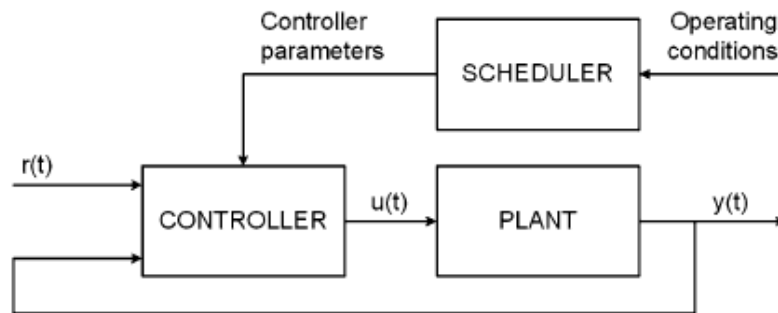 Controller
parameters
SCHEDULER
Operating
conditions
r(t)
CONTROLLER
u(t)
PLANT
y(t)